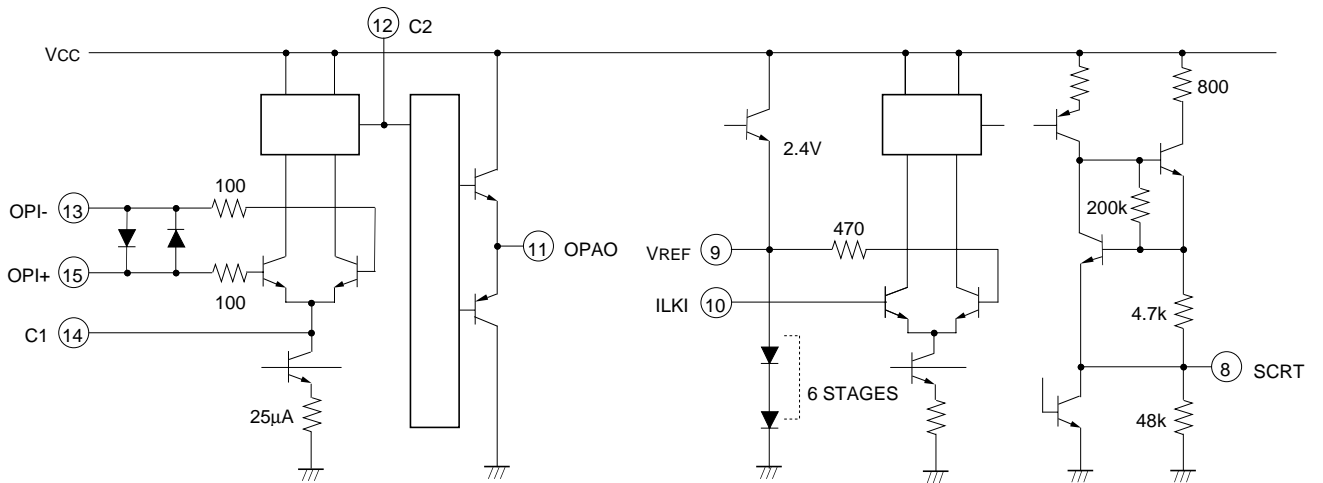 12 C2
VCC
800
2.4V
100
200k
OPI- 13
470
11 OPAO
VREF 9
OPI+ 15
100
ILKI 10
4.7k
C1 14
8 SCRT
6 STAGES
25μA
48k